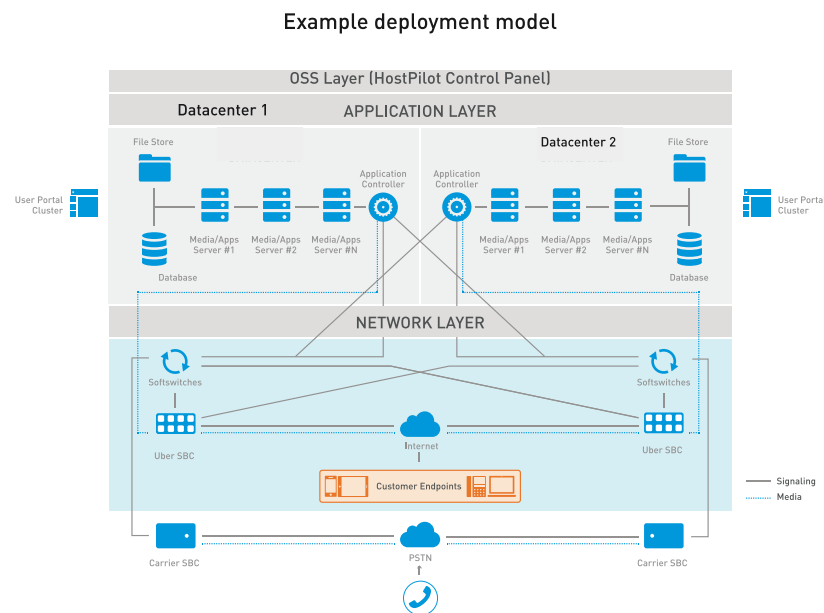 Example deployment model
OSS Layer (HostPilot Control Panel)
Datacenter 1
APPLICATION LAYER
Datacenter 2
File Store
File Store
Application
Controller
Application
Controller
User Portal
Cluster
User Porta
Cluster
Media/Apps
Server #1
Media/Apps
Server #2
Media/Apps
Server #N
Media/Apps
Server #1
Media/Apps
Server #2
Media/Apps
Server #N
Database
Database
NETWORK LAYER
Softswitches
Softswitches
Uber SBC
Internet
Uber SBC
Customer Endpoints
Signaling
Media
Carrier SBC
PSTN
Carrier SBC